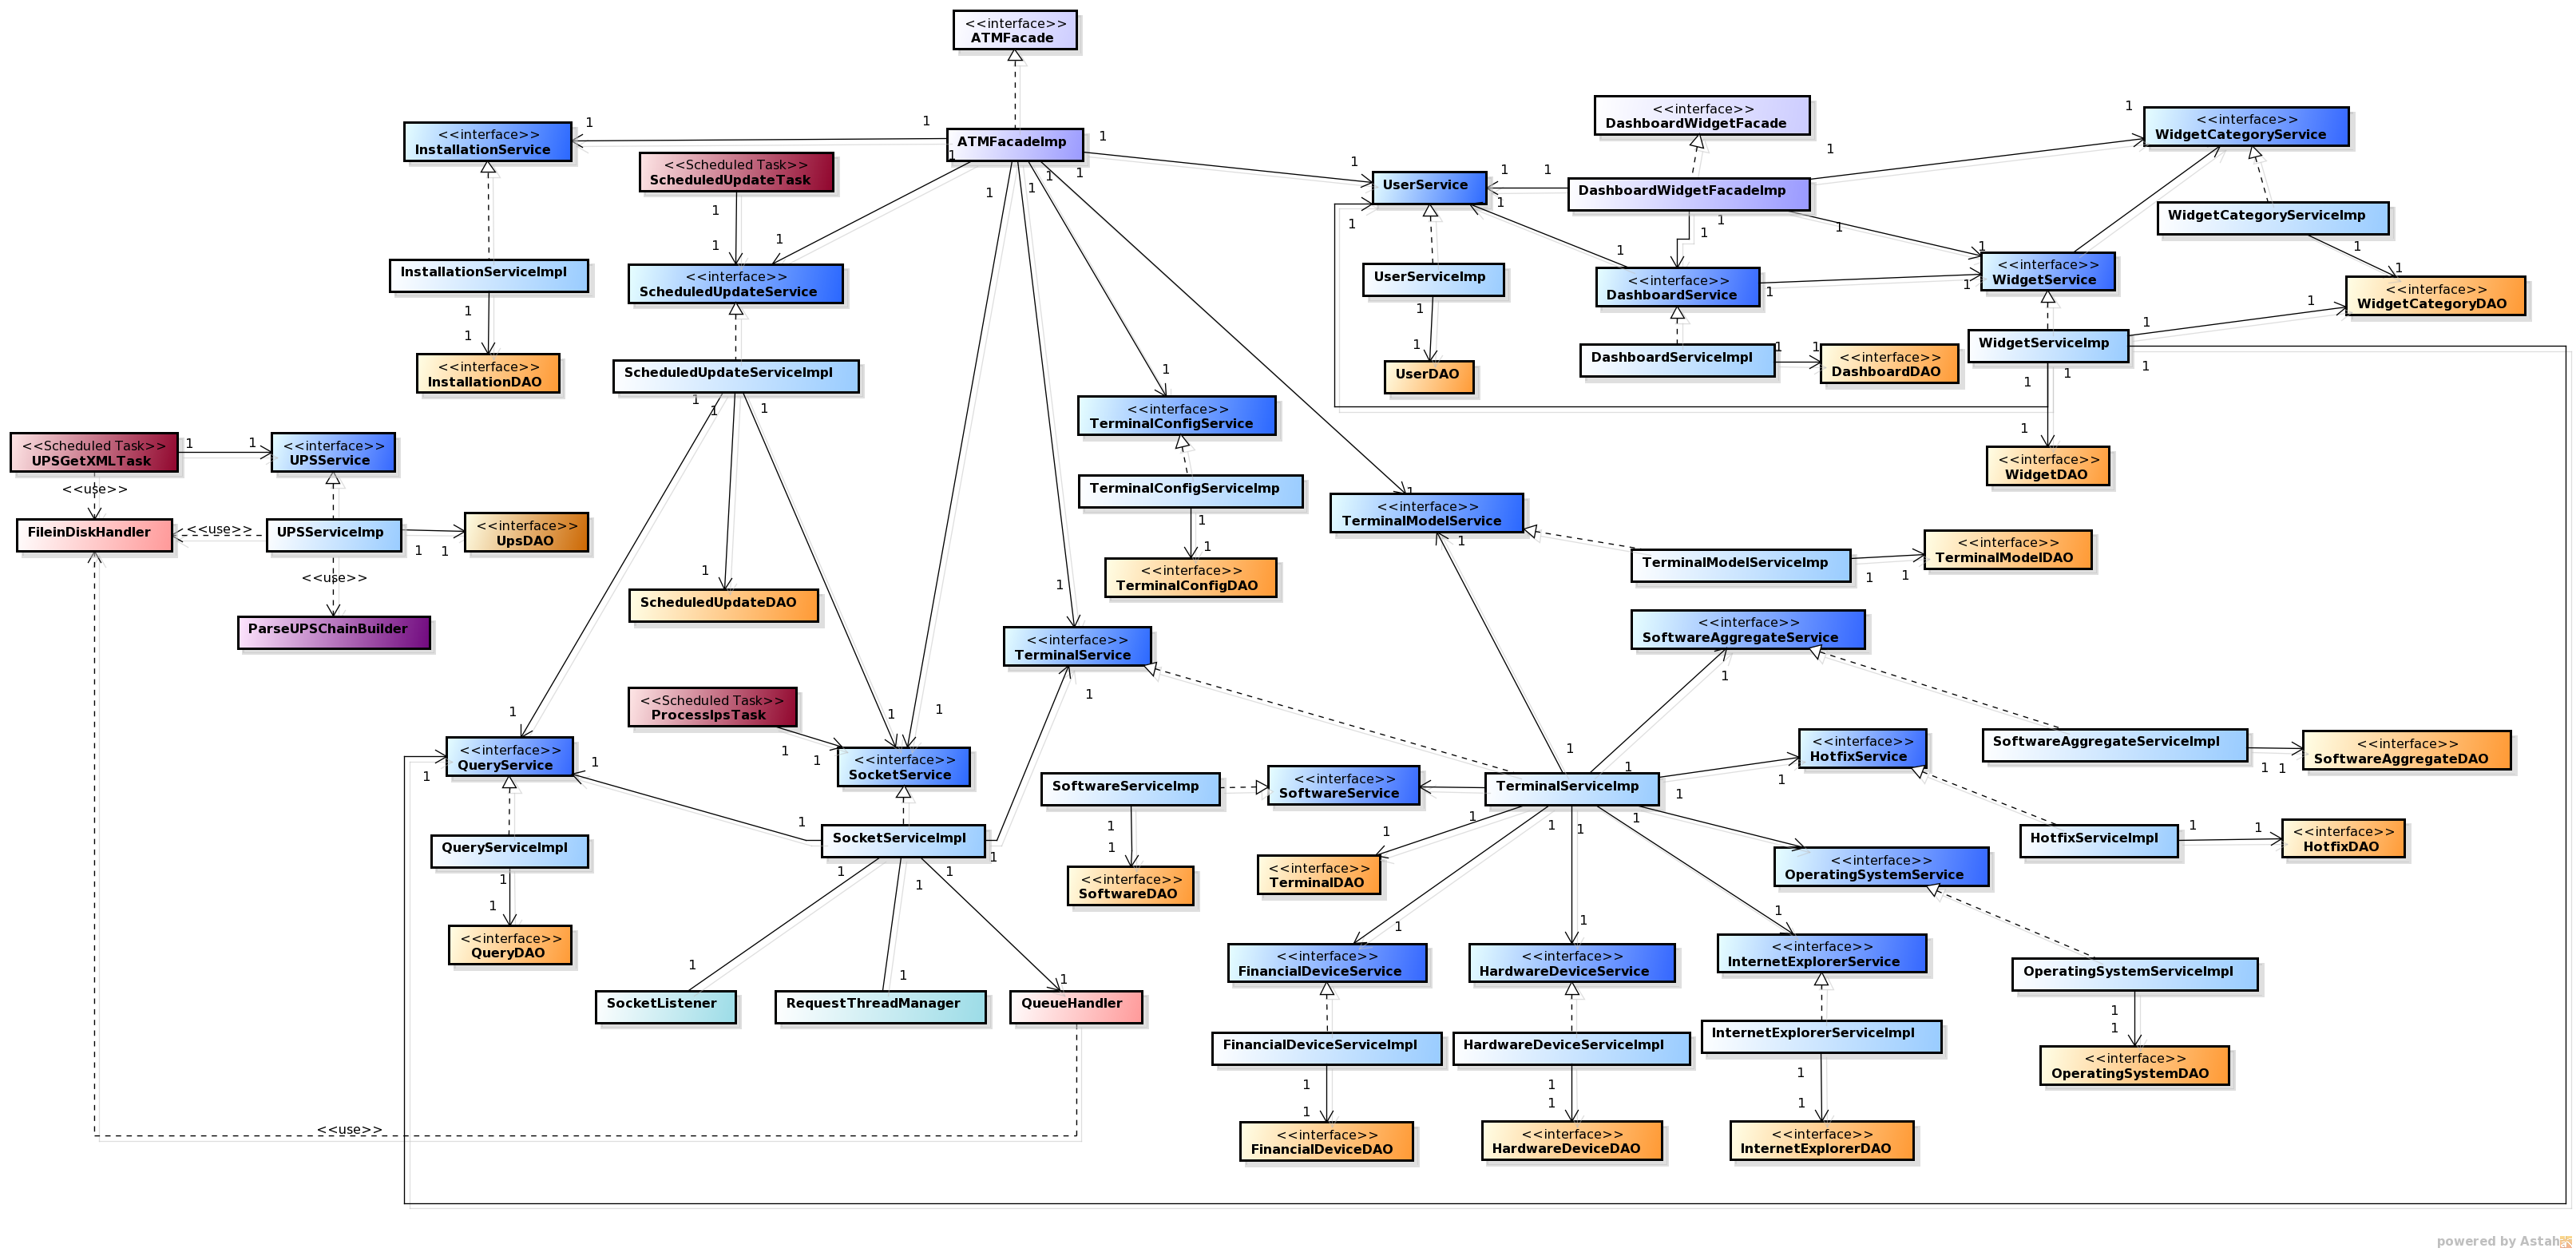 <<interface>>
ATMFacade
<<interface>>
DashboardWidgetFacade
<<interface>>
WidgetCategoryService
<<interface>>
InstallationService
ATMFacadeImp
<<Scheduled Task>>
ScheduledUpdateTask
UserService
DashboardWidgetFacadeImp
WidgetCategoryServiceImp
InstallationServiceImpl
<<interface>>
ScheduledUpdateService
UserServiceImp
<<interface>>
DashboardService
<<interface>>
WidgetService
<<interface>>
WidgetCategoryDAO
<<interface>>
InstallationDAO
ScheduledUpdateServiceImpl
UserDAO
DashboardServiceImpl
<<interface>>
DashboardDAO
WidgetServiceImp
<<interface>>
TerminalConfigService
<<Scheduled Task>>
UPSGetXMLTask
<<interface>>
UPSService
<<interface>>
WidgetDAO
<<use>>
TerminalConfigServiceImp
<<interface>>
TerminalModelService
FileinDiskHandler
<<use>>
UPSServiceImp
<<interface>>
UpsDAO
<<interface>>
TerminalConfigDAO
TerminalModelServiceImp
<<interface>>
TerminalModelDAO
<<use>>
ParseUPSChainBuilder
ScheduledUpdateDAO
<<interface>>
TerminalService
<<interface>>
SoftwareAggregateService
<<Scheduled Task>>
ProcessIpsTask
<<interface>>
QueryService
<<interface>>
SocketService
SoftwareServiceImp
<<interface>>
SoftwareService
TerminalServiceImp
<<interface>>
HotfixService
SoftwareAggregateServiceImpl
<<interface>>
SoftwareAggregateDAO
QueryServiceImpl
SocketServiceImpl
<<interface>>
SoftwareDAO
<<interface>>
TerminalDAO
<<interface>>
OperatingSystemService
HotfixServiceImpl
<<interface>>
HotfixDAO
<<interface>>
QueryDAO
<<interface>>
FinancialDeviceService
<<interface>>
HardwareDeviceService
<<interface>>
InternetExplorerService
OperatingSystemServiceImpl
SocketListener
RequestThreadManager
QueueHandler
FinancialDeviceServiceImpl
HardwareDeviceServiceImpl
InternetExplorerServiceImpl
<<interface>>
OperatingSystemDAO
<<use>>
<<interface>>
FinancialDeviceDAO
<<interface>>
HardwareDeviceDAO
<<interface>>
InternetExplorerDAO
powered by Astah